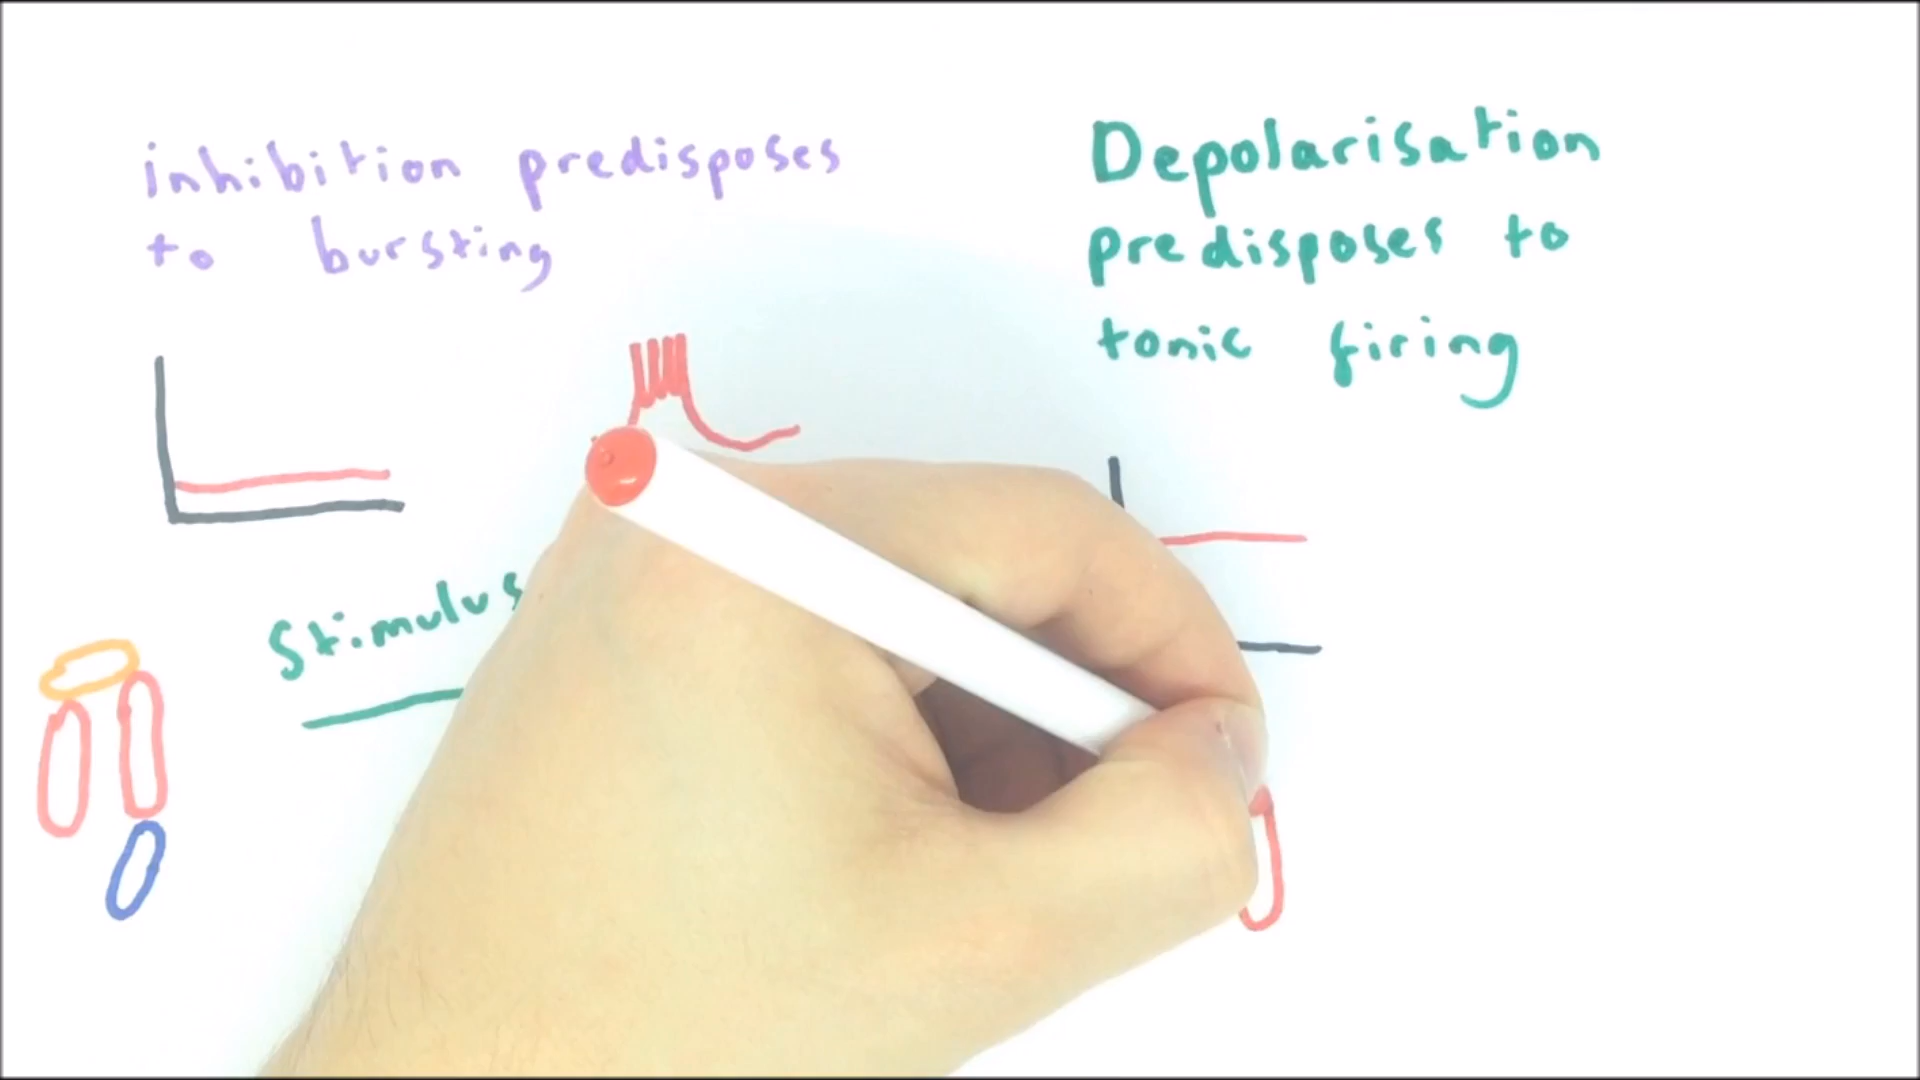 inhibition predisposes
to bursting
Depolarisation
predisposes to
tonic firing
Stimulus